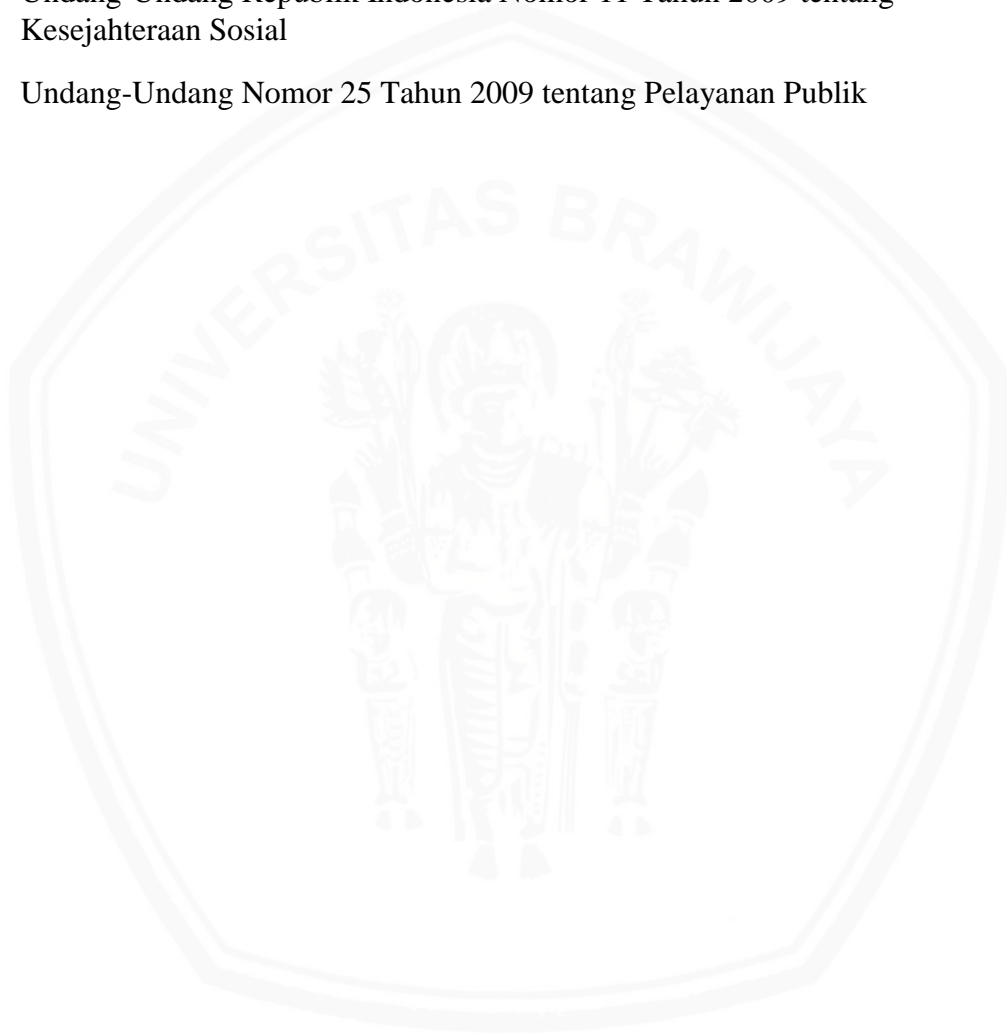 Undang-Undang Republik Indonesia Nomor 11 Tahun 2009 tentang
Kesejahteraan Sosial
Undang-Undang Nomor 25 Tahun 2009 tentang Pelayanan Publik
UNIVERSITAS BRAWIJAYA